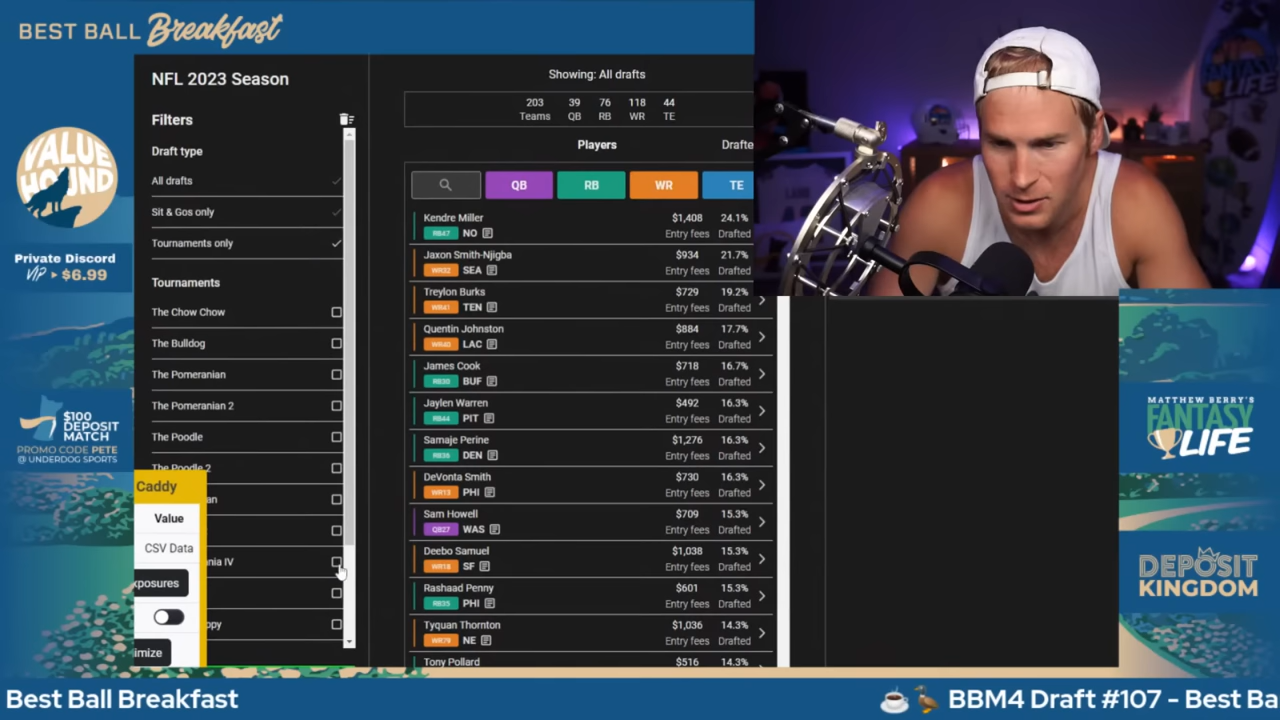 BEST BALL Breakfast
VALUE
HOUND
Private Discord
VIP ▸ $6.99
$100
DEPOSIT
MATCH
PROMO CODE PETE
@ UNDERDOG SPORTS
NFL 2023 Season
Filters
Draft type
All drafts
Sit & Gos only
Tournaments only
Tournaments
The Chow Chow
The Bulldog
The Pomeranian
The Pomeranian 2
The Poodle
The Poodle 2
an
nia IV
ppy
Caddy
Value
CSV Data
xposures
imize
Showing: All drafts
203 39 76 118 44
Teams QB RB WR TE
Players Drafte
QB RB WR TE
Kendre Miller $1,408 24.1%
RB47 NO Entry fees Drafted
Jaxon Smith-Njigba $934 21.7%
WR32 SEA Entry fees Drafted
Treylon Burks $729 19.2%
WR41 TEN Entry fees Drafted
Quentin Johnston $884 17.7%
WR40 LAC Entry fees Drafted
James Cook $718 16.7%
BUF Entry fees Drafted
Jaylen Warren $492 16.3%
RB44 PIT Entry fees Drafted
Samaje Perine $1,276 16.3%
DEN Entry fees Drafted
DeVonta Smith $730 16.3%
WR13 PHI Entry fees Drafted
Sam Howell $709 15.3%
QB27 WAS Entry fees Drafted
Deebo Samuel $1,038 15.3%
SF Entry fees Drafted
Rashaad Penny $601 15.3%
RB35 PHI Entry fees Drafted
Tyquan Thornton $1,036 14.3%
WR79 NE Entry fees Drafted
Tony Pollard $516 14.3%
MATTHEW BERRY'S
FANTASY
LIFE
DEPOSIT
KINGDOM
Best Ball Breakfast
BBM4 Draft #107 - Best Ba